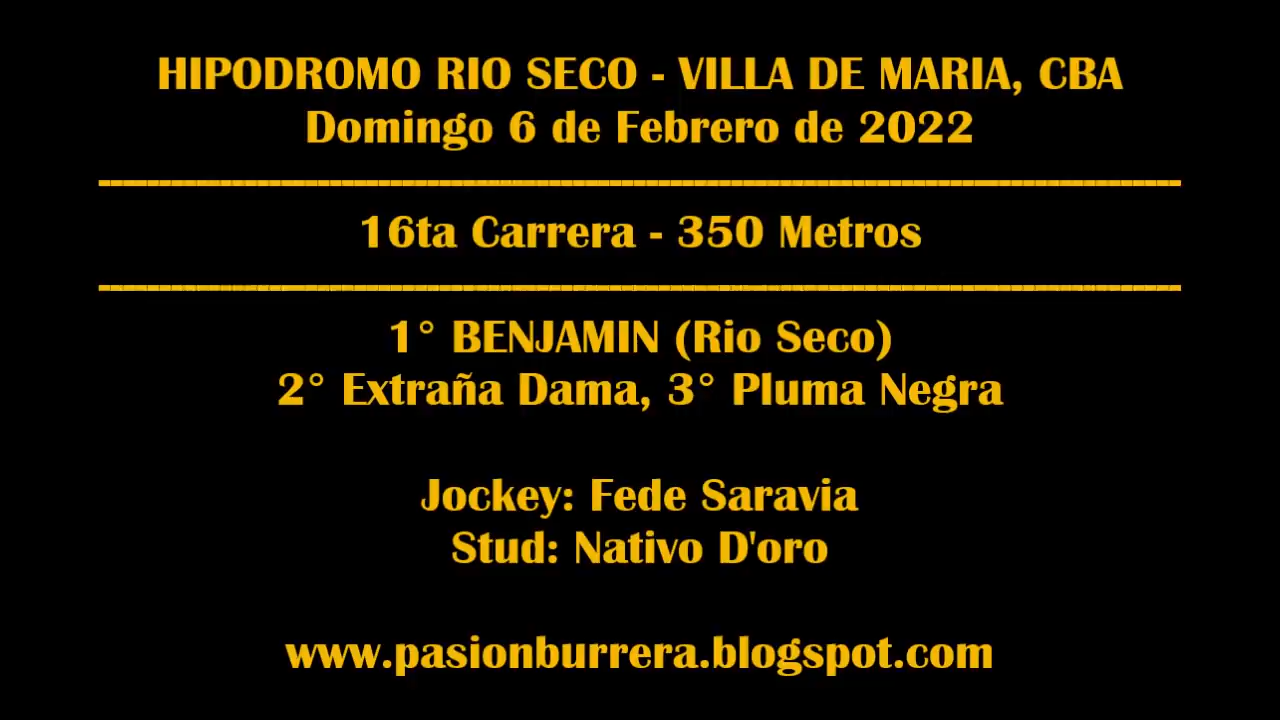 HIPODROMO RIO SECO - VILLA DE MARIA, CBA
Domingo 6 de Febrero de 2022
16ta Carrera - 350 Metros
1° BENJAMIN (Rio Seco)
2° Extraña Dama, 3° Pluma Negra
Jockey: Fede Saravia
Stud: Nativo D'oro
www.pasionburrera.blogspot.com